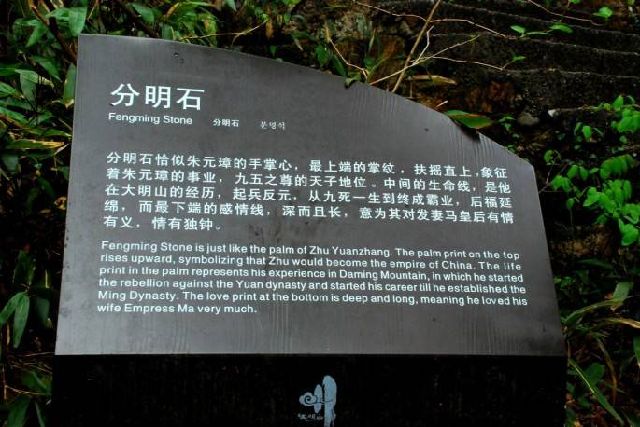 分明石
Fengming Stone 分明石 분명석
分明石恰似朱元璋的手掌心，最上端的掌纹，扶摇直上，象征
着朱元璋的事业，九五之尊的天子地位。中间的生命线，是他
在大明山的经历，起兵反元，从九死一生到终成霸业，后福延
绵，而最下端的感情线，深而且长，意为其对发妻马皇后有情
有义，情有独钟。
Fengming Stone is just like the palm of Zhu Yuanzhang. The palm print on the top
rises upward, symbolizing that Zhu would become the empire of China. The life
print in the palm represents his experience in Daming Mountain, in which he started
the rebellion against the Yuan dynasty and started his career till he established the
Ming Dynasty. The love print at the bottom is deep and long, meaning he loved his
wife Empress Ma very much.